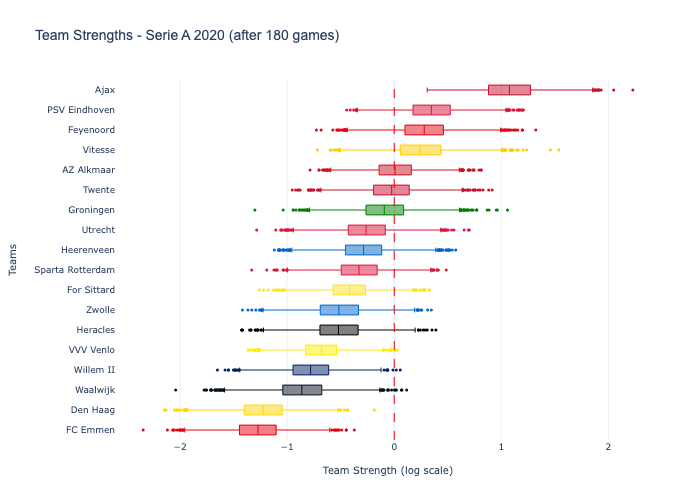 Team Strengths - Serie A 2020 (after 180 games)
Teams
Ajax
PSV Eindhoven
Feyenoord
Vitesse
AZ Alkmaar
Twente
Groningen
Utrecht
Heerenveen
Sparta Rotterdam
For Sittard
Zwolle
Heracles
VVV Venlo
Willem II
Waalwijk
Den Haag
FC Emmen
−2 −1 0 1 2
Team Strength (log scale)